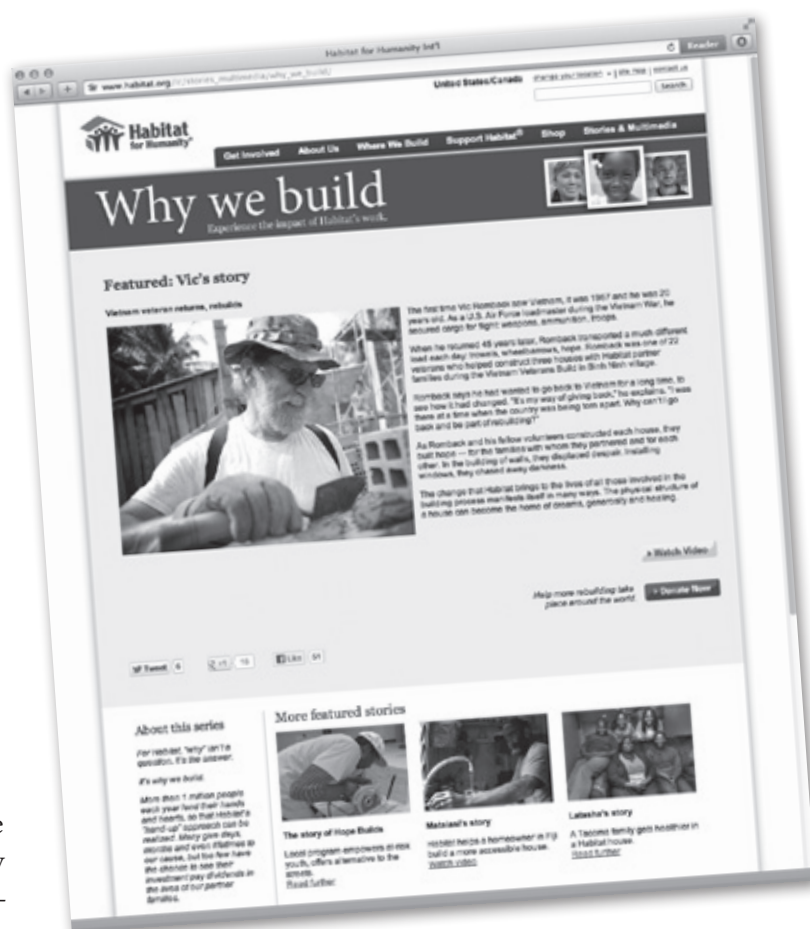 Habitat for Humanity Int'l
Reader
www.habitat.org/r/stories_multimedia/why_we_build/
United States/Canada
change your location | site help | contact us
Search
Habitat
for Humanity®
Get Involved About Us Where We Build Support Habitat® Shop Stories & Multimedia
Why we build
Experience the impact of Habitat's work.
Featured: Vic's story
Vietnam veteran returns, rebuilds
The first time Vic Romback saw Vietnam, it was 1967 and he was 20
years old. As a U.S. Air Force loadmaster during the Vietnam War, he
secured cargo for flight: weapons, ammunition, troops.
When he returned 45 years later, Romback transported a much different
load each day: trowels, wheelbarrows, hope. Romback was one of 22
veterans who helped construct three houses with Habitat partner
families during the Vietnam Veterans Build in Binh Ninh village.
Romback says he had wanted to go back to Vietnam for a long time, to
see how it had changed. "It's my way of giving back," he explains. "I was
there at a time when the country was being torn apart. Why can't I go
back and be part of rebuilding?"
As Romback and his fellow volunteers constructed each house, they
built hope — for the families with whom they partnered and for each
other. In the building of walls, they displaced despair. Installing
windows, they chased away darkness.
The change that Habitat brings to the lives of all those involved in the
building process manifests itself in many ways. The physical structure of
a house can become the home of dreams, generosity and healing.
› Watch Video
Help more rebuilding take
place around the world.
› Donate Now
Tweet 6 +1 Like 51
About this series
For Habitat, "why" isn't a
question. It's the answer.
It's why we build.
More than 1 million people
each year lend their hands
and hearts, so that Habitat's
"hand-up" approach can be
realized. Many give days,
months and even lifetimes to
our cause, but too few have
the chance to see their
investment pay dividends in
the lives of our partner
families.
More featured stories
The story of Hope Builds
Local program empowers at-risk
youth, offers alternative to the
streets.
Read further
Matalasi's story
Habitat helps a homeowner in Fiji
build a more accessible house.
Watch video
Latasha's story
A Tacoma family gets healthier in
a Habitat house.
Read further